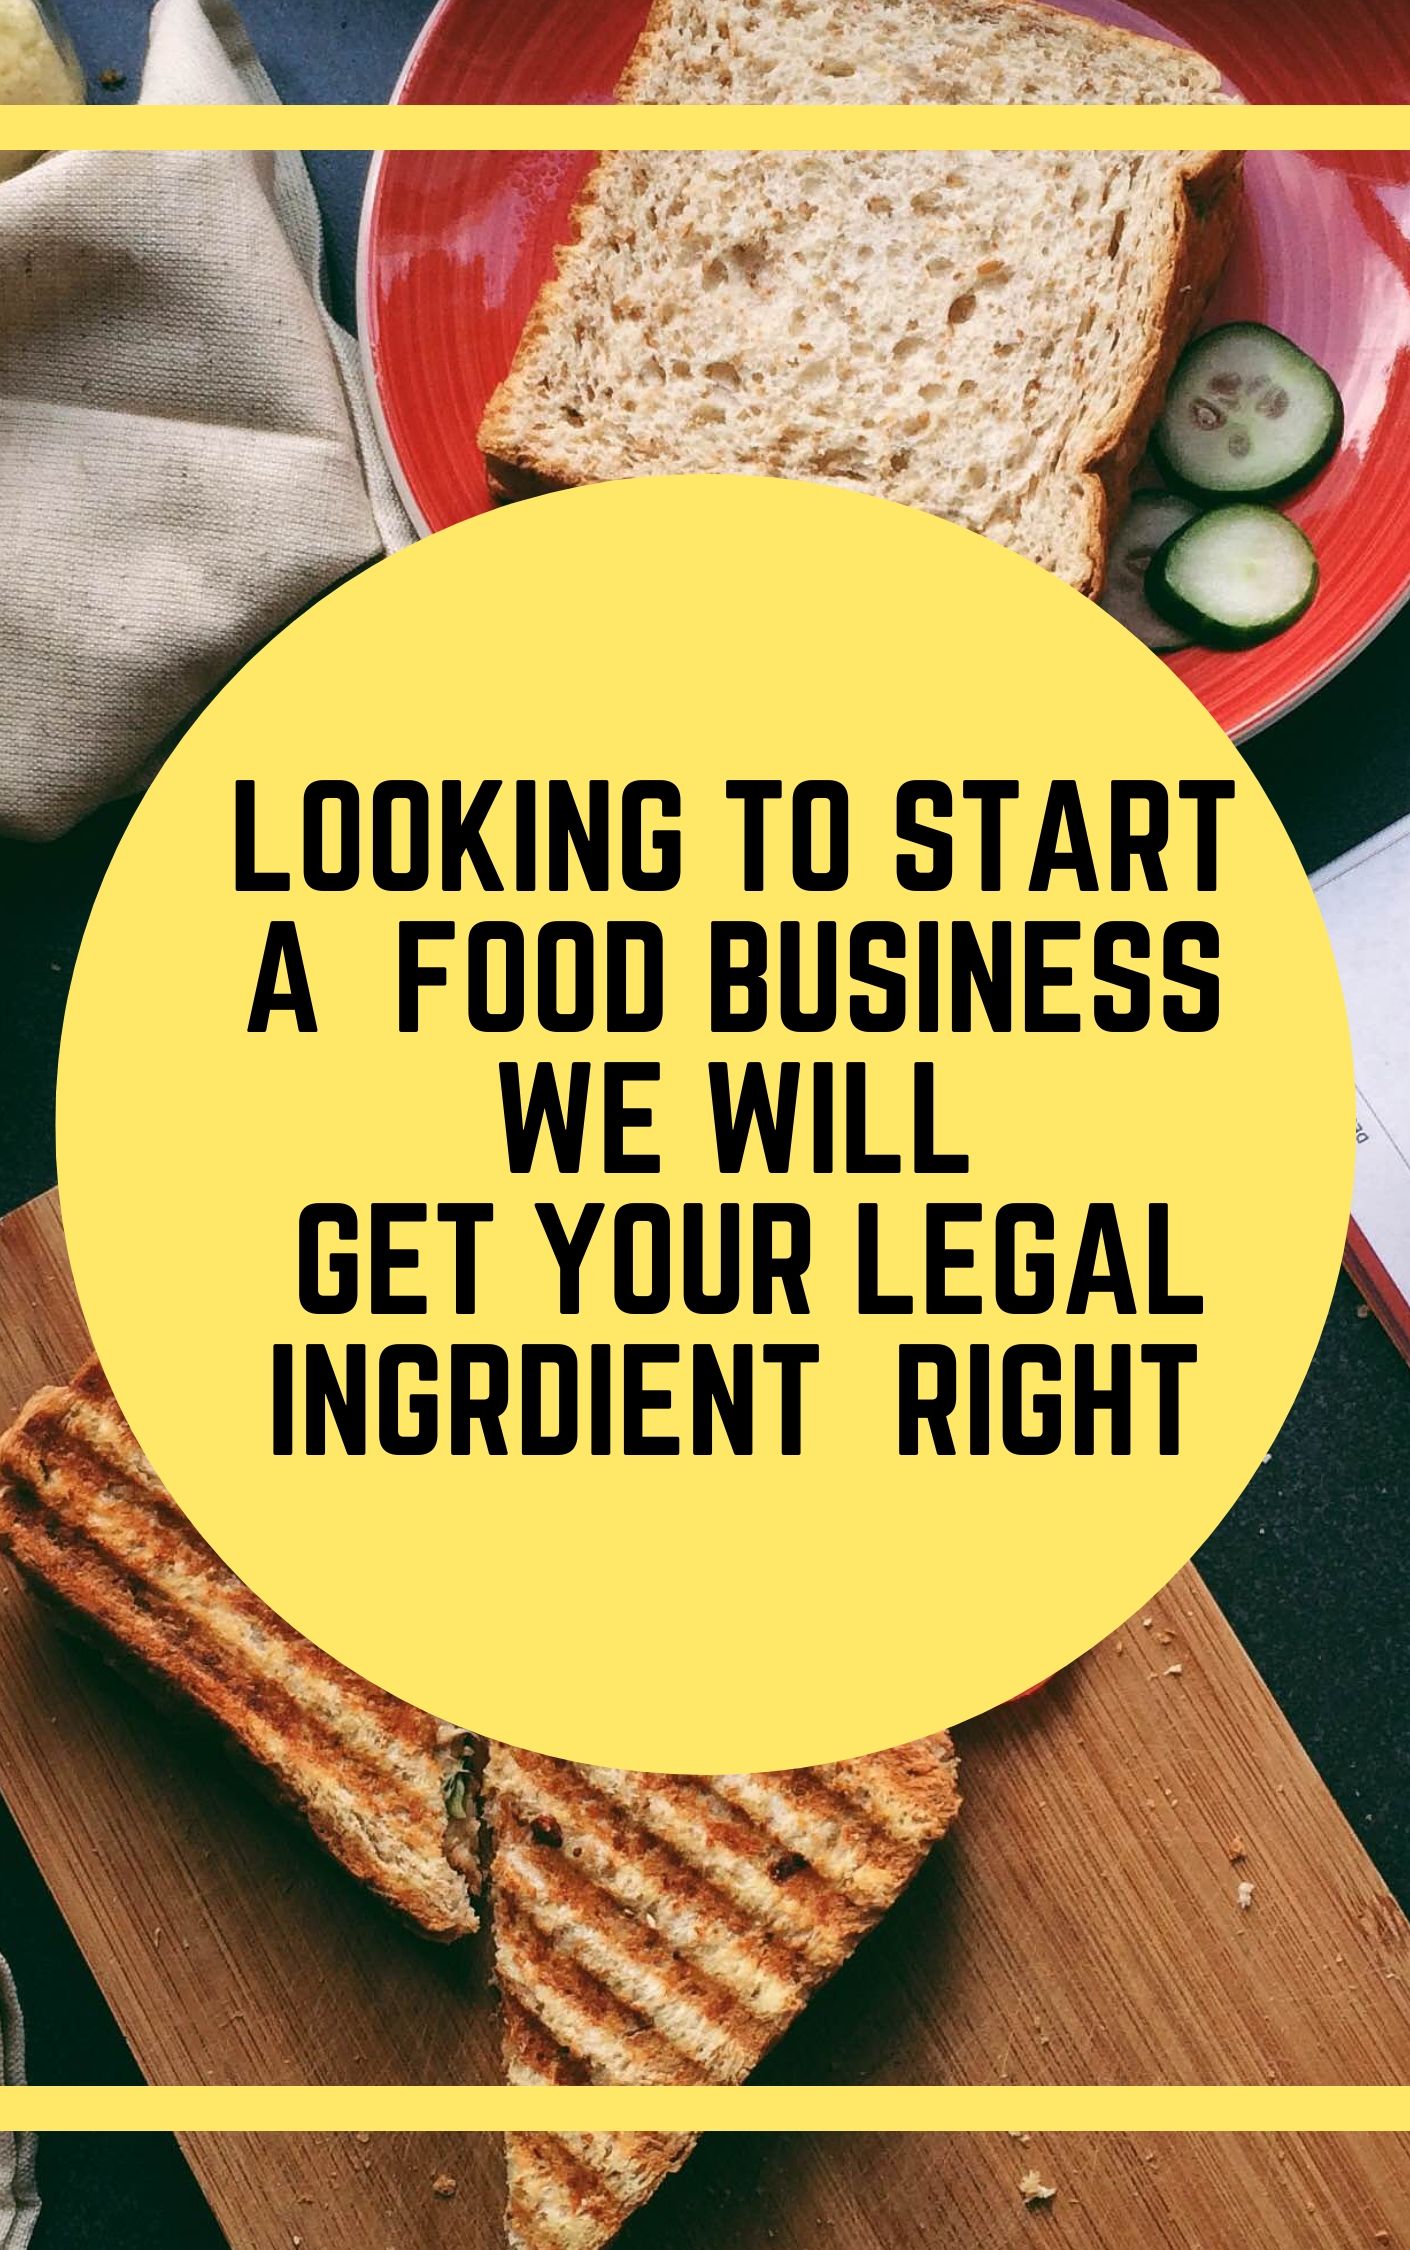 LOOKING TO START
A FOOD BUSINESS
WE WILL
GET YOUR LEGAL
INGRDIENT RIGHT